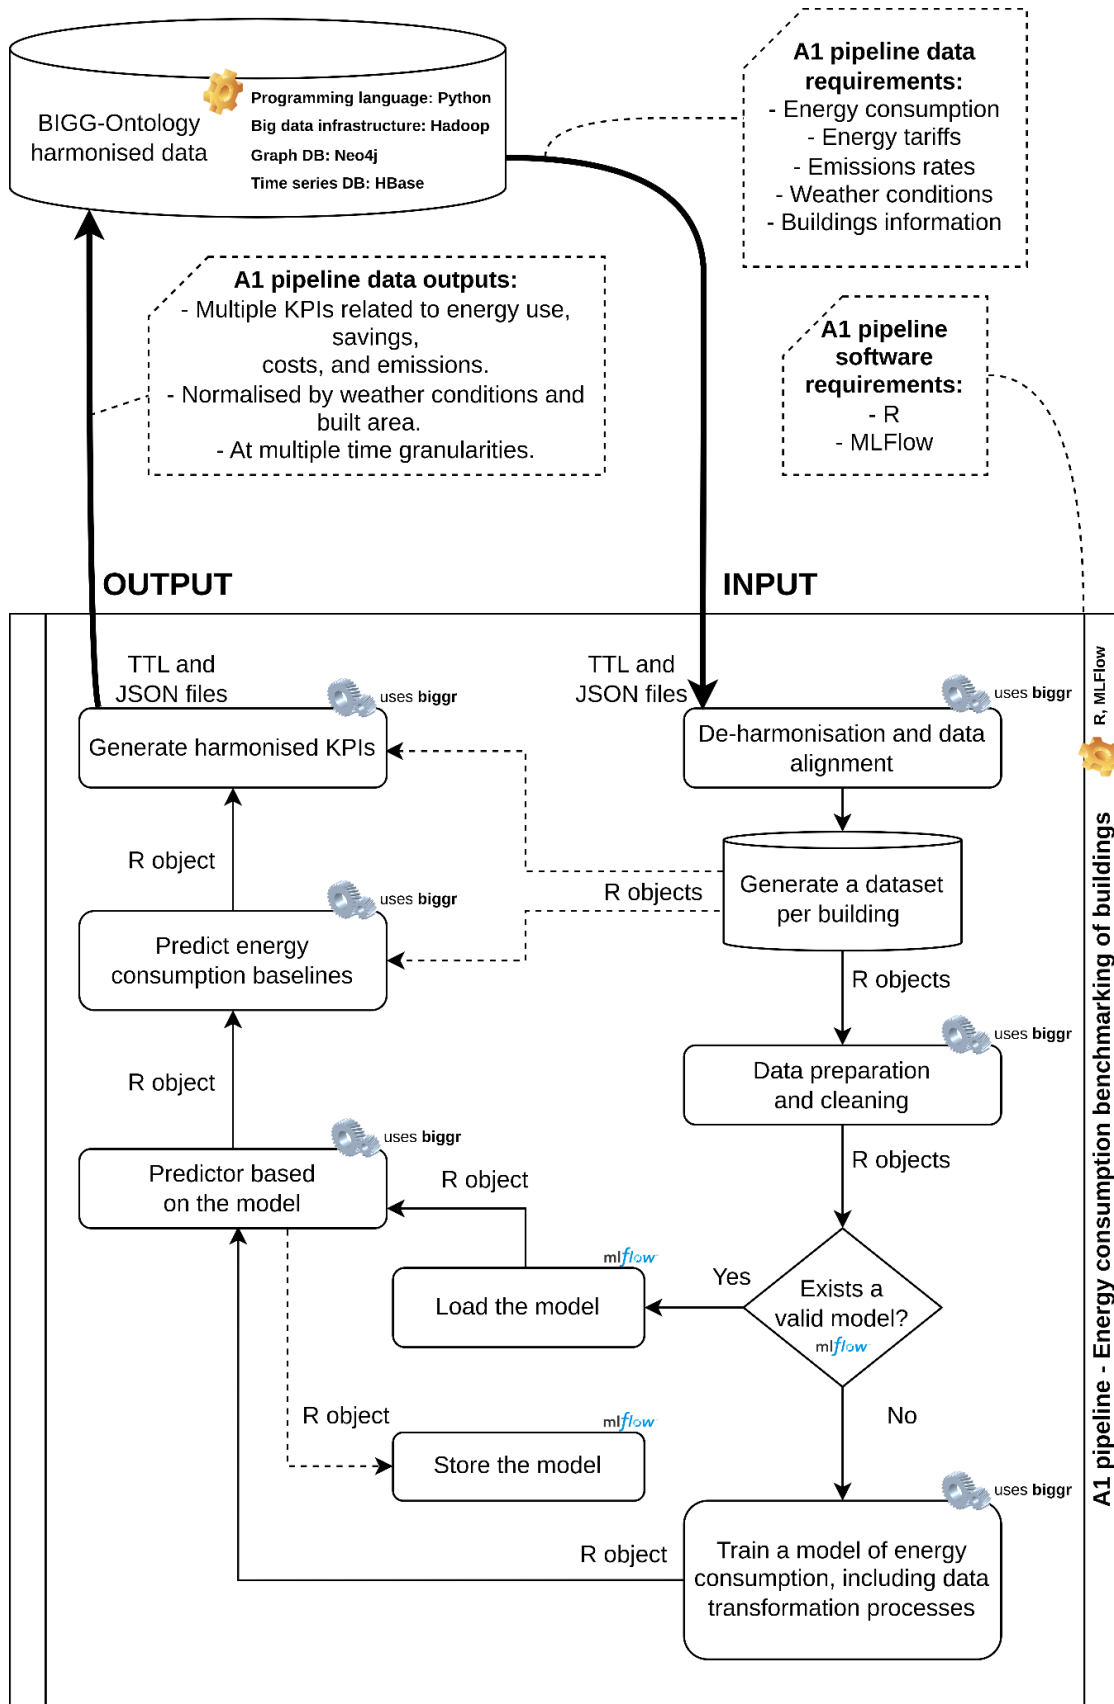 BIGG-Ontology
harmonised data
Programming language: Python
Big data infrastructure: Hadoop
Graph DB: Neo4j
Time series DB: HBase
A1 pipeline data
requirements:
- Energy consumption
- Energy tariffs
- Emissions rates
- Weather conditions
- Buildings information
A1 pipeline data outputs:
- Multiple KPIs related to energy use,
savings,
costs, and emissions.
- Normalised by weather conditions and
built area.
- At multiple time granularities.
A1 pipeline
software
requirements:
- R
- MLFlow
OUTPUT
INPUT
TTL and
JSON files
uses biggr
Generate harmonised KPIs
TTL and
JSON files
uses biggr
De-harmonisation and data
alignment
R, MLFlow
A1 pipeline - Energy consumption benchmarking of buildings
R object
R objects
Generate a dataset
per building
uses biggr
Predict energy
consumption baselines
R objects
uses biggr
Data preparation
and cleaning
R object
R objects
uses biggr
Predictor based
on the model
R object
mlflow
Load the model
Yes
Exists a
valid model?
mlflow
No
R object
mlflow
Store the model
uses biggr
R object
Train a model of energy
consumption, including data
transformation processes